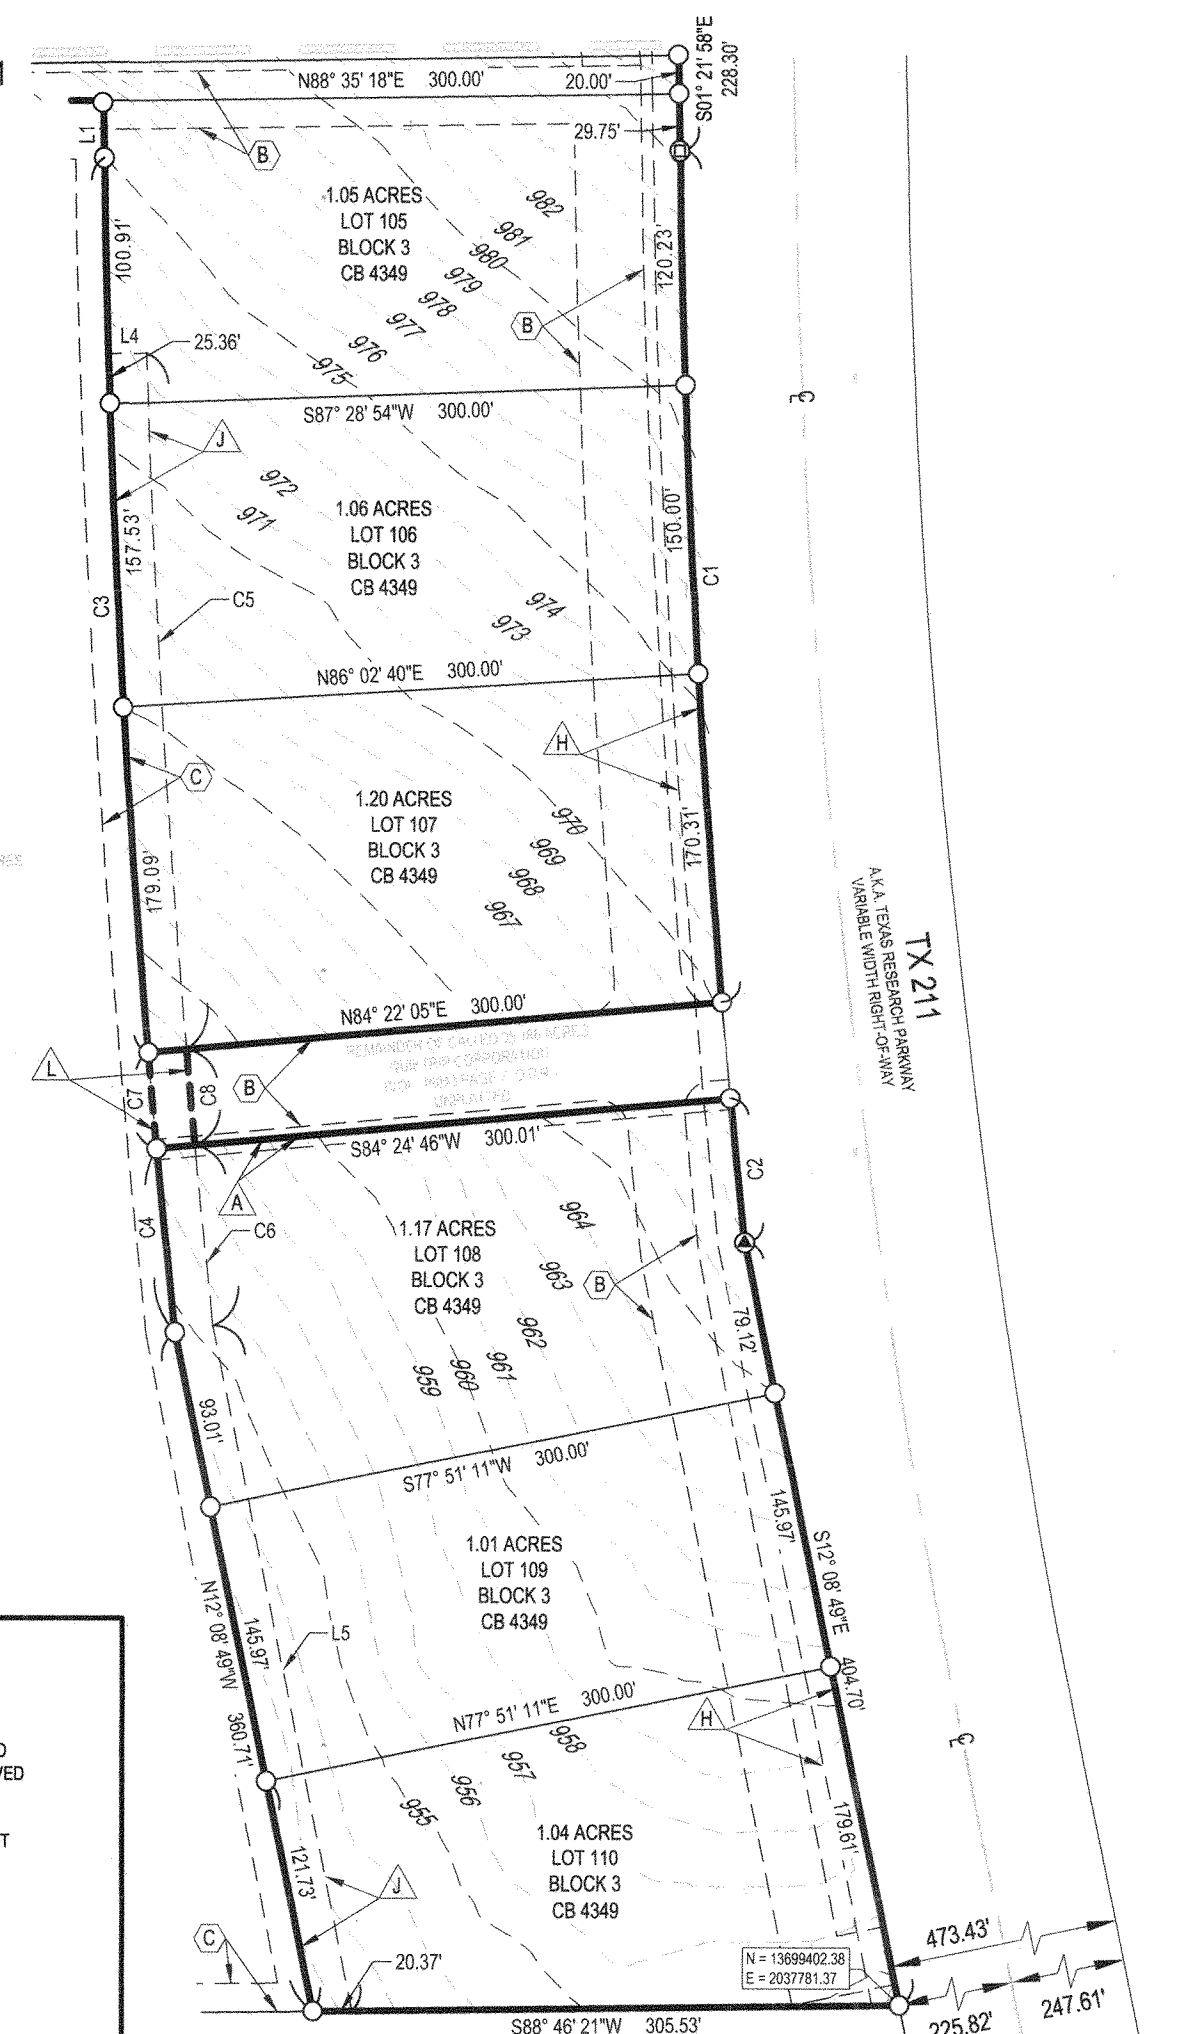 N88° 35' 18"E 300.00'
20.00'
S01° 21' 58"E
228.30'
L1
B
29.75'
1.05 ACRES
LOT 105
BLOCK 3
CB 4349
982
981
980
979
978
977
976
975
100.91'
120.23'
B
L4
25.36'
S87° 28' 54"W 300.00'
J
972
971
1.06 ACRES
LOT 106
BLOCK 3
CB 4349
157.53'
150.00'
C1
C3
C5
974
973
N86° 02' 40"E 300.00'
H
C
1.20 ACRES
LOT 107
BLOCK 3
CB 4349
970
969
968
967
179.09'
170.31'
TX 211
A.K.A. TEXAS RESEARCH PARKWAY
VARIABLE WIDTH RIGHT-OF-WAY
N84° 22' 05"E 300.00'
L
C7
C8
B
UNPLATTED
S84° 24' 46"W 300.01'
A
C2
C4
C6
1.17 ACRES
LOT 108
BLOCK 3
CB 4349
964
963
962
961
960
959
B
79.12'
93.01'
S77° 51' 11"W 300.00'
1.01 ACRES
LOT 109
BLOCK 3
CB 4349
145.97'
S12° 08' 49"E
404.70'
N12° 08' 49"W
360.71'
145.97'
L5
N77° 51' 11"E 300.00'
H
958
957
956
955
1.04 ACRES
LOT 110
BLOCK 3
CB 4349
179.61'
121.73'
J
C
20.37'
N = 13699402.38
E = 2037781.37
473.43'
225.82'
247.61'
S88° 46' 21"W 305.53'